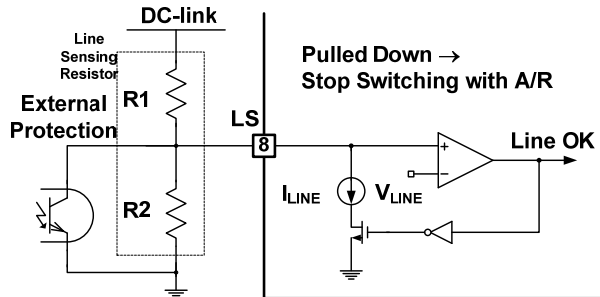 DC-link
Line
Sensing
Resistor
R1
External
Protection
R2
LS
8
Pulled Down →
Stop Switching with A/R
Line OK
+
−
I_LINE
V_LINE